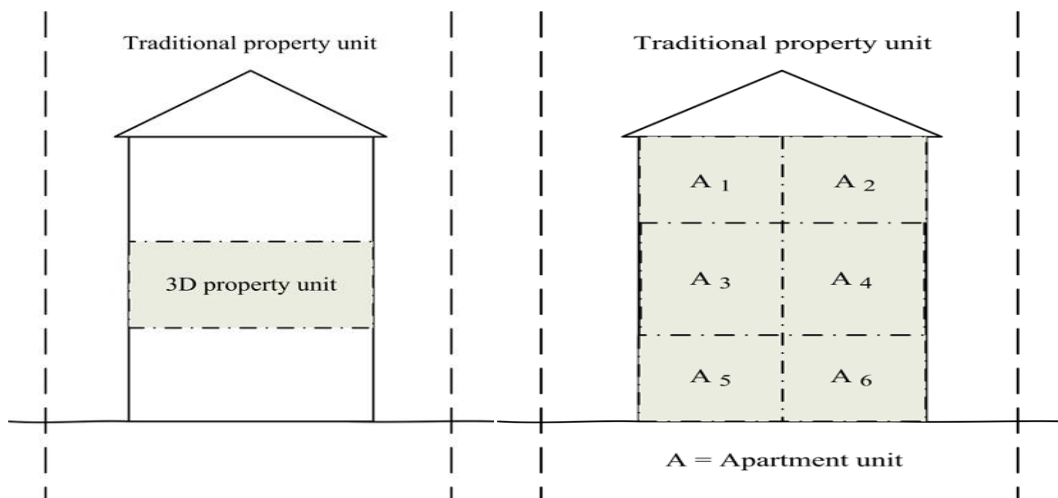 Traditional property unit
3D property unit
Traditional property unit
A 1
A 2
A 3
A 4
A 5
A 6
A = Apartment unit